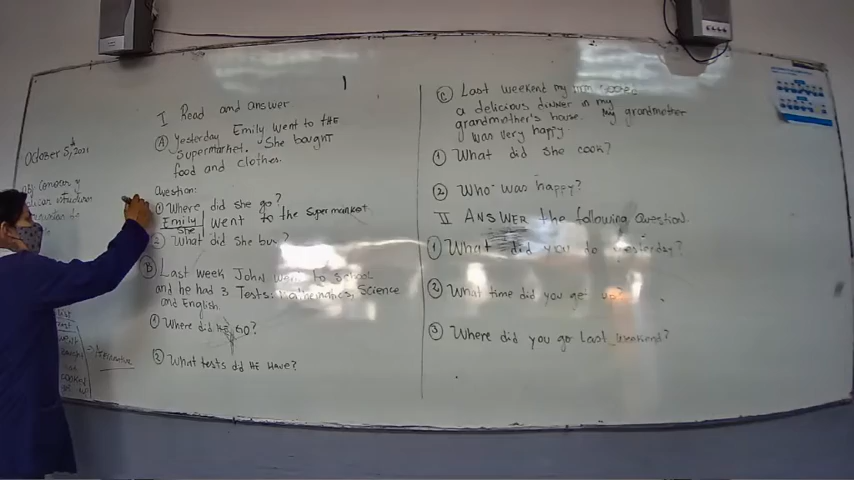 October 5, 2021
I Read and answer
Ⓐ Yesterday Emily went to the
supermarket. She bought
food and clothes.
Question:
① Where did she go?
Emily went to the supermarket
She
② What did she buy?
Ⓑ Last week John went to school
and he had 3 Tests: Mathematics, Science
and English.
① Where did HE go?
② What tests did HE Have?
Ⓒ Last weekend my mom cooked
a delicious dinner in my
grandmother's house. My grandmother
was very happy.
① What did she cook?
② Who was happy?
II Answer the following question.
① What did you do yesterday?
② What time did you get up?
③ Where did you go last weekend?